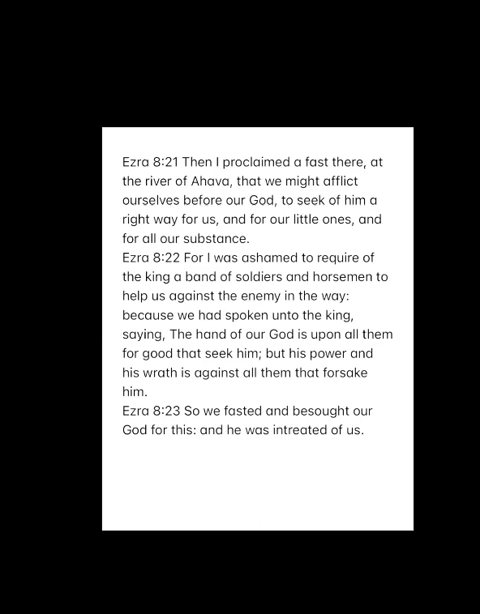 Ezra 8:21 Then I proclaimed a fast there, at
the river of Ahava, that we might afflict
ourselves before our God, to seek of him a
right way for us, and for our little ones, and
for all our substance.
Ezra 8:22 For I was ashamed to require of
the king a band of soldiers and horsemen to
help us against the enemy in the way:
because we had spoken unto the king,
saying, The hand of our God is upon all them
for good that seek him; but his power and
his wrath is against all them that forsake
him.
Ezra 8:23 So we fasted and besought our
God for this: and he was intreated of us.